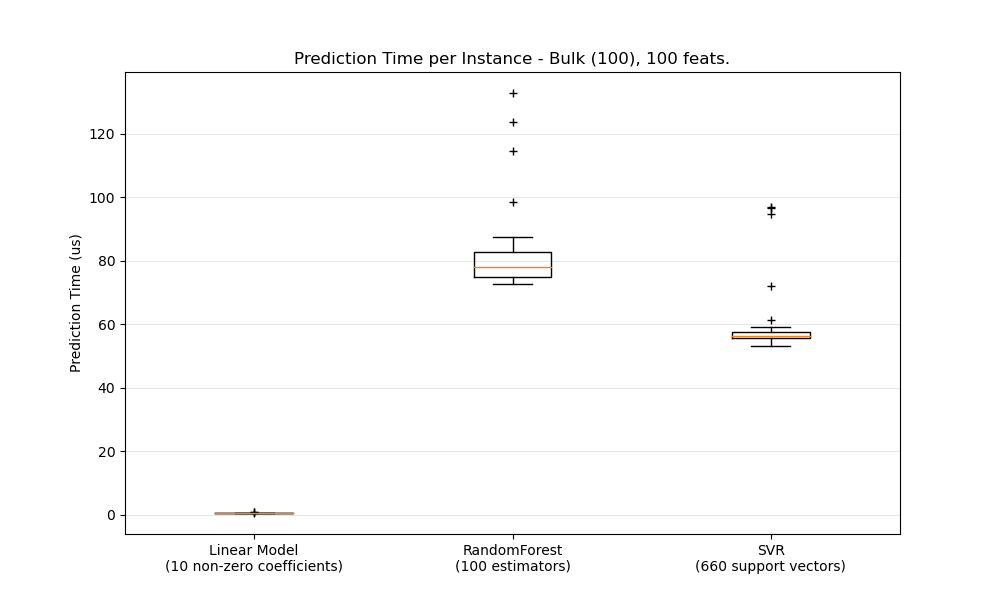 Prediction Time per Instance - Bulk (100), 100 feats.
Prediction Time (us)
120
100
80
60
40
20
0
Linear Model
(10 non-zero coefficients)
RandomForest
(100 estimators)
SVR
(660 support vectors)